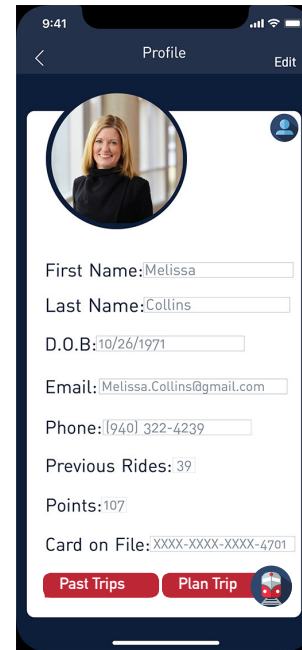 9:41
Profile
Edit
First Name: Melissa
Last Name: Collins
D.O.B: 10/26/1971
Email: Melissa.Collins@gmail.com
Phone: (940) 322-4239
Previous Rides: 39
Points: 107
Card on File: XXXX-XXXX-XXXX-4701
Past Trips Plan Trip